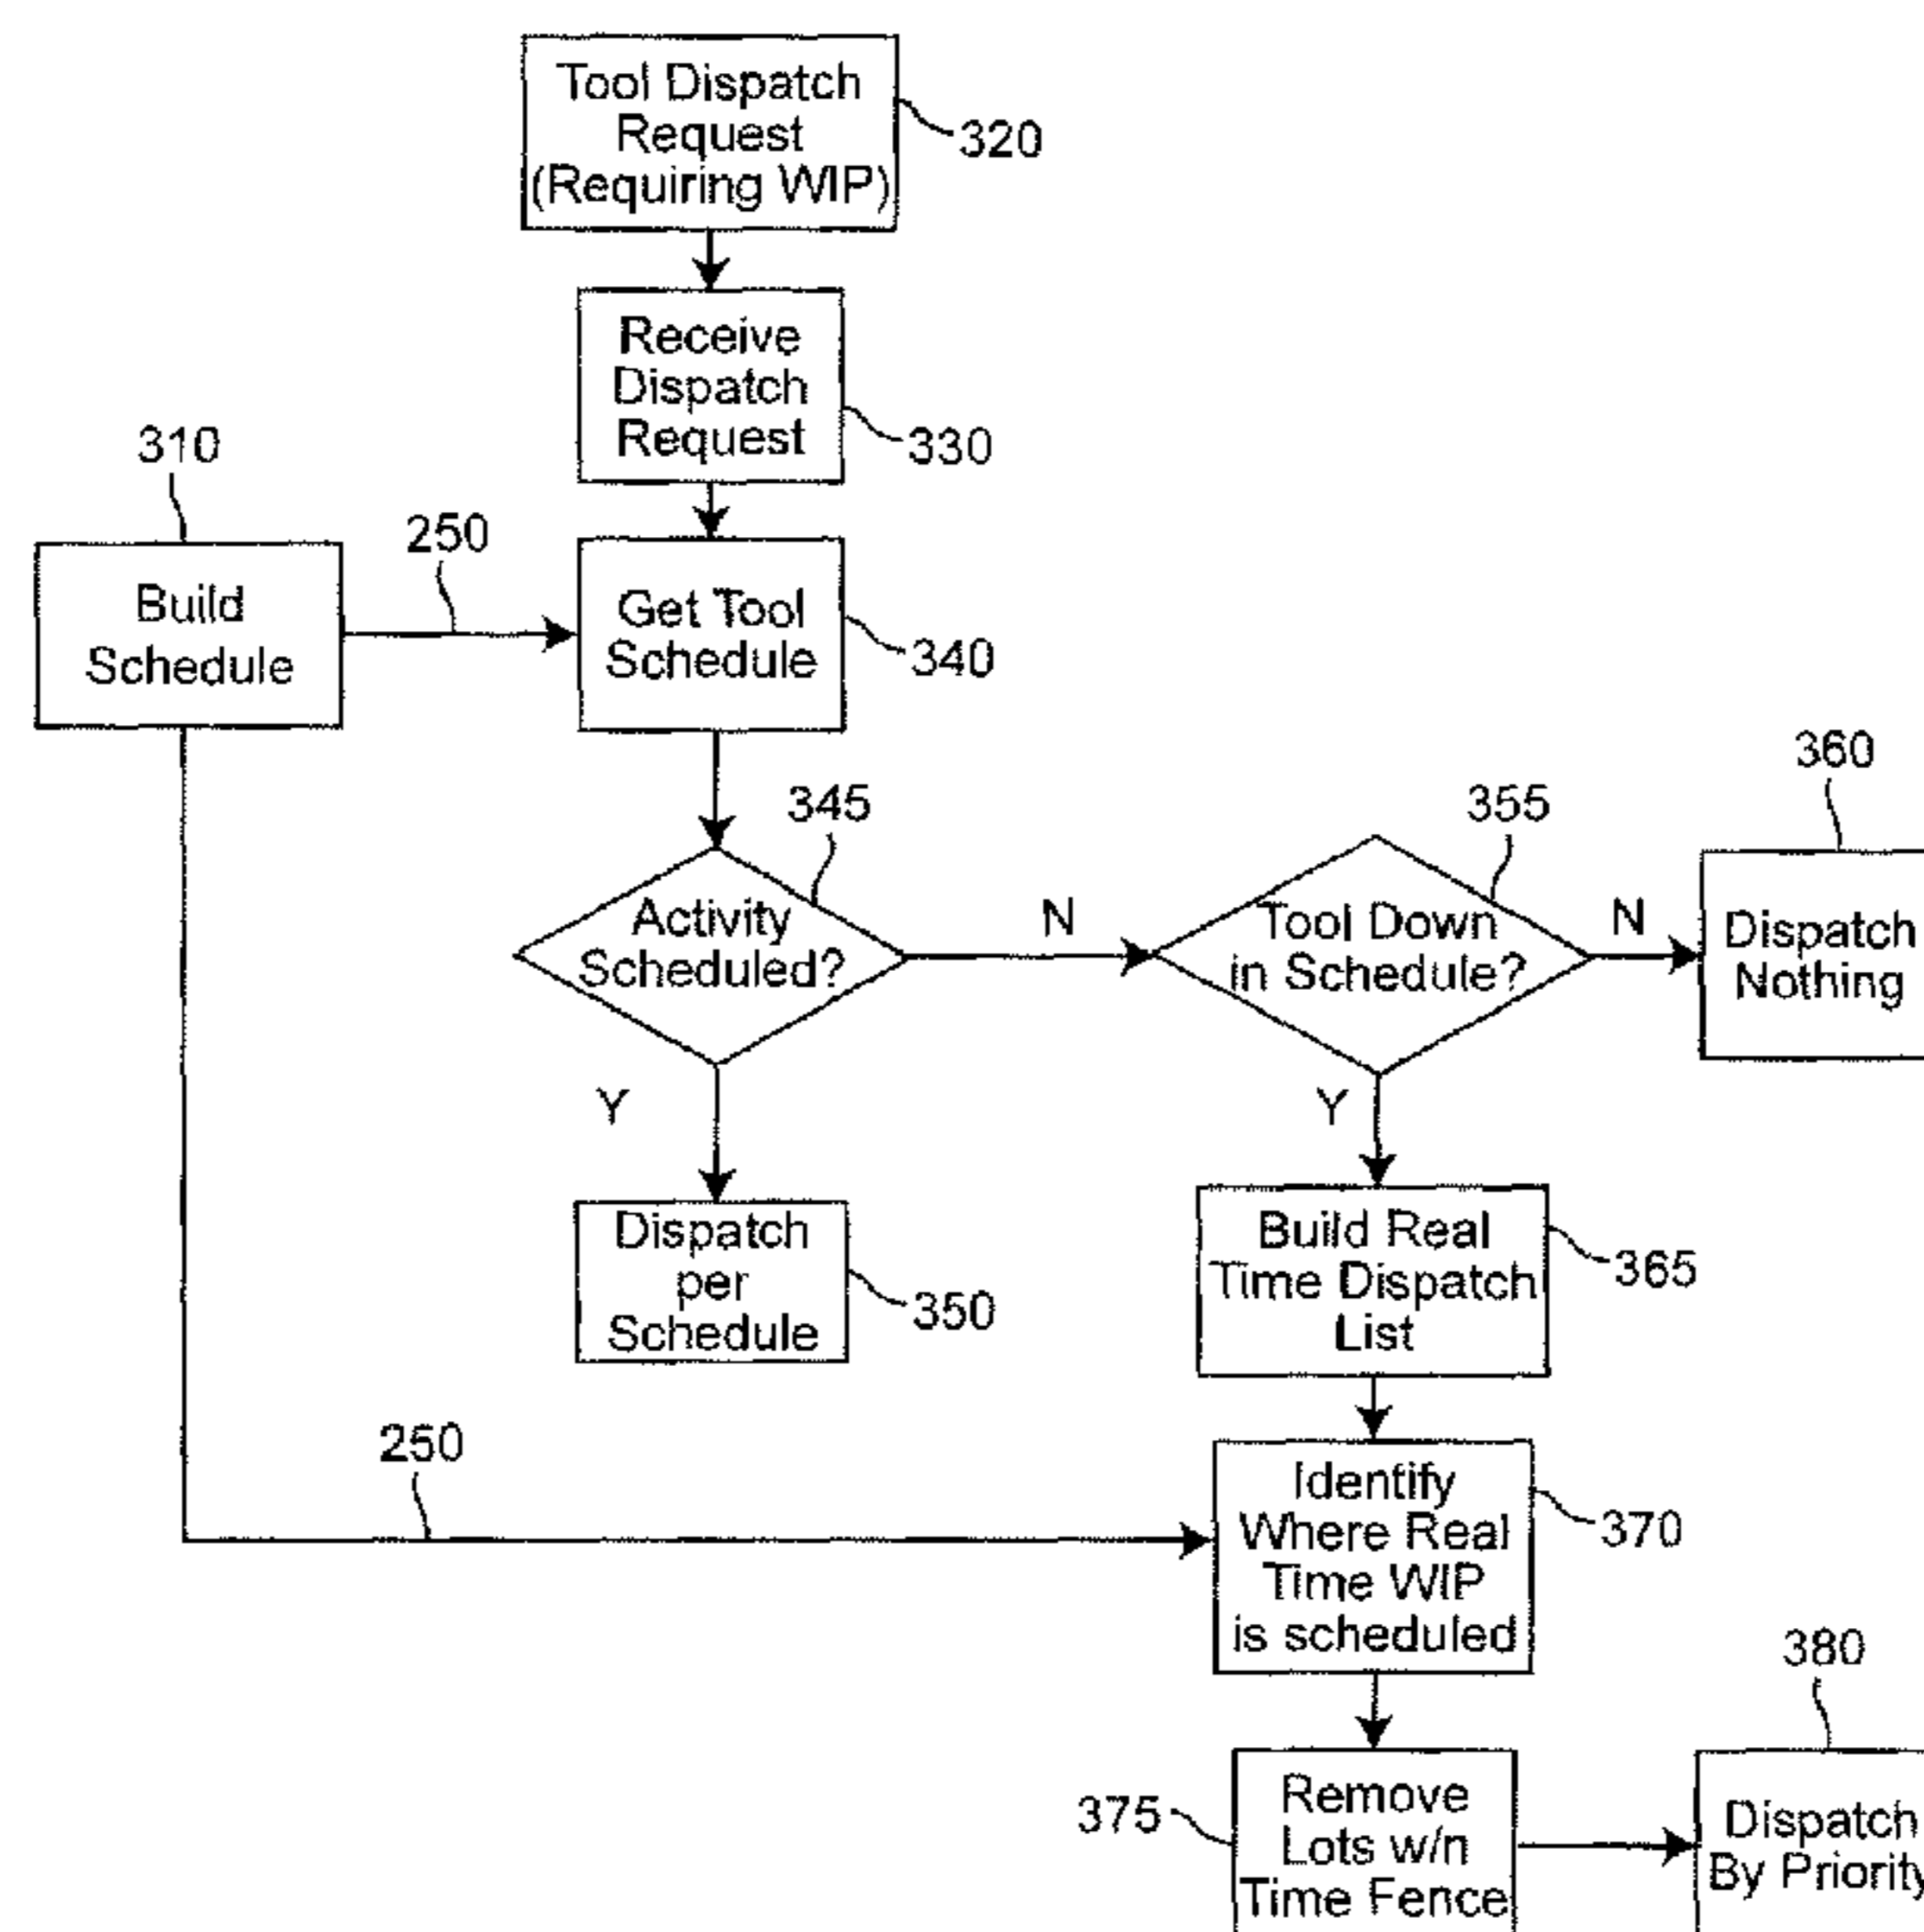 Tool Dispatch
Request
(Requiring WIP)
320
Receive
Dispatch
Request
330
310
Build
Schedule
250
Get Tool
Schedule
340
345
Activity
Scheduled?
N
355
Tool Down
in Schedule?
N
360
Dispatch
Nothing
Y
Dispatch
per
Schedule
350
Y
Build Real
Time Dispatch
List
365
250
Identify
Where Real
Time WIP
is scheduled
370
375
Remove
Lots w/n
Time Fence
380
Dispatch
By Priority